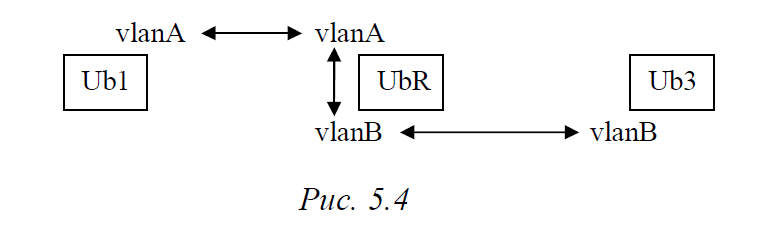 vlanA vlanA
Ub1 UbR Ub3
vlanB vlanB
Рис. 5.4